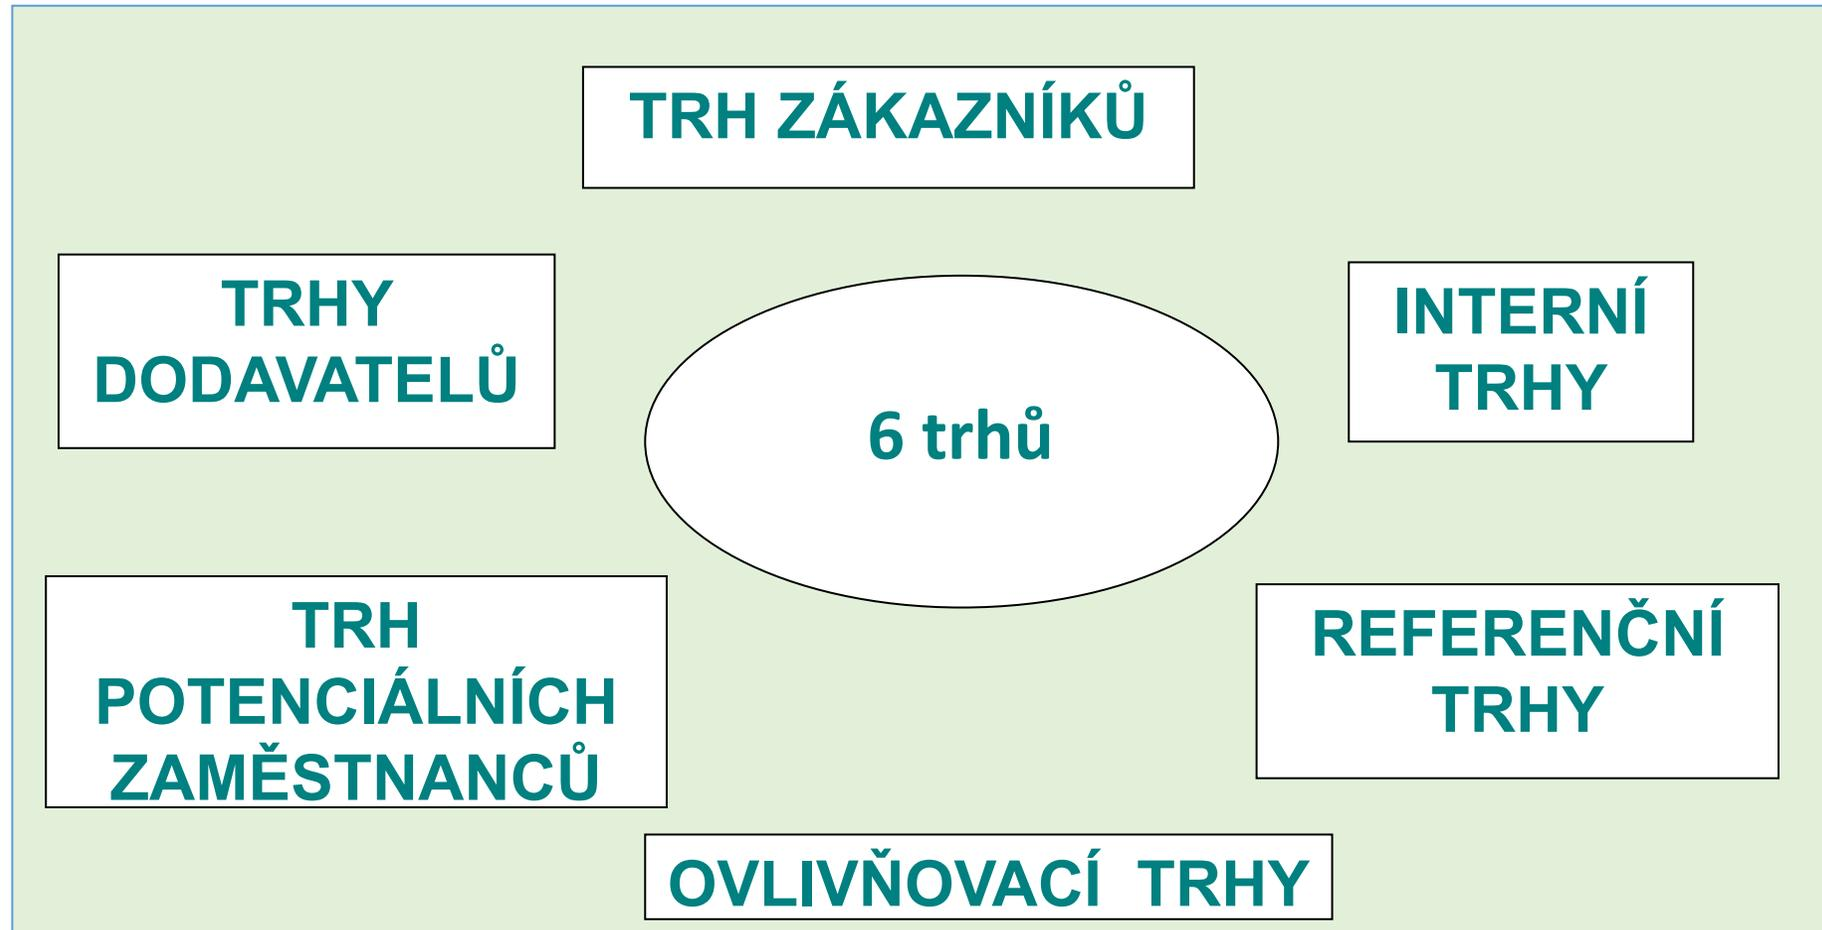 TRH ZÁKAZNÍKŮ
TRHY
DODAVATELŮ
INTERNÍ
TRHY
6 trhů
TRH
POTENCIÁLNÍCH
ZAMĚSTNANCŮ
REFERENČNÍ
TRHY
OVLIVŇOVACÍ TRHY